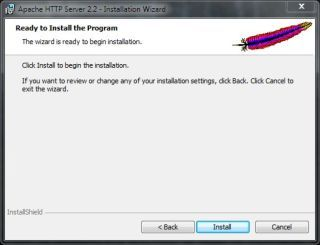 Apache HTTP Server 2.2 - Installation Wizard
Ready to Install the Program
The wizard is ready to begin installation.
Click Install to begin the installation.
If you want to review or change any of your installation settings, click Back. Click Cancel to
exit the wizard.
InstallShield
< Back
Install
Cancel